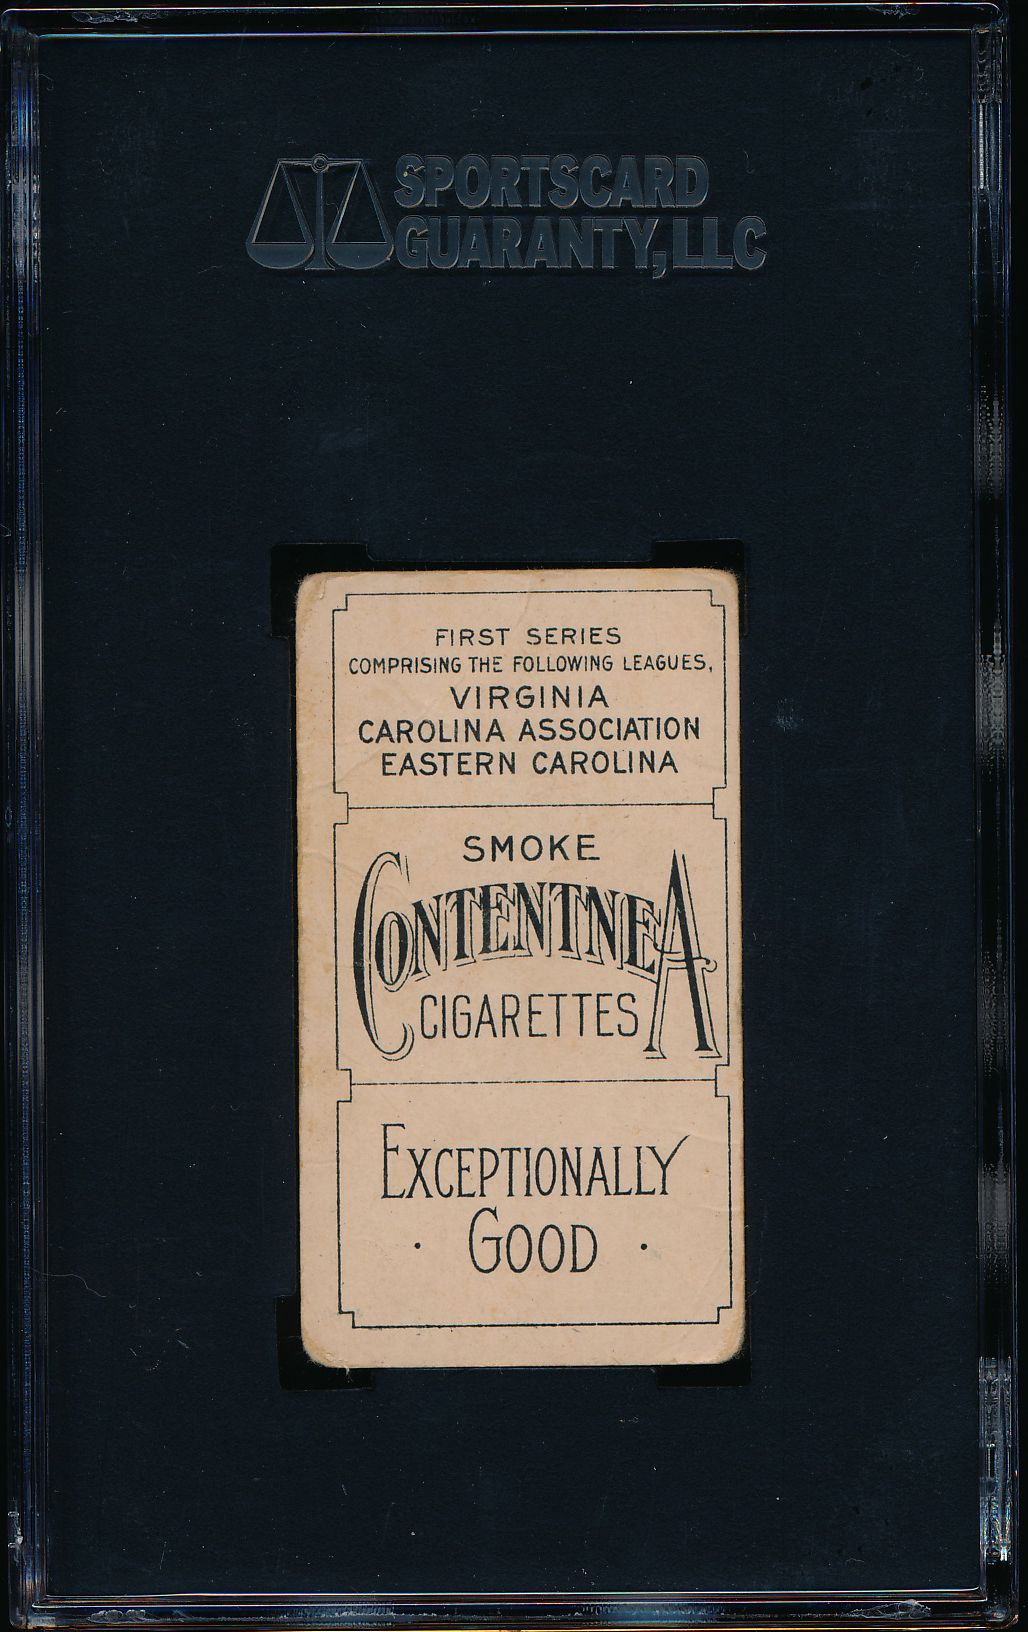 SPORTSCARD
GUARANTY, LLC
FIRST SERIES
COMPRISING THE FOLLOWING LEAGUES,
VIRGINIA
CAROLINA ASSOCIATION
EASTERN CAROLINA
SMOKE
CONTENTNEA
CIGARETTES
EXCEPTIONALLY
· GOOD ·